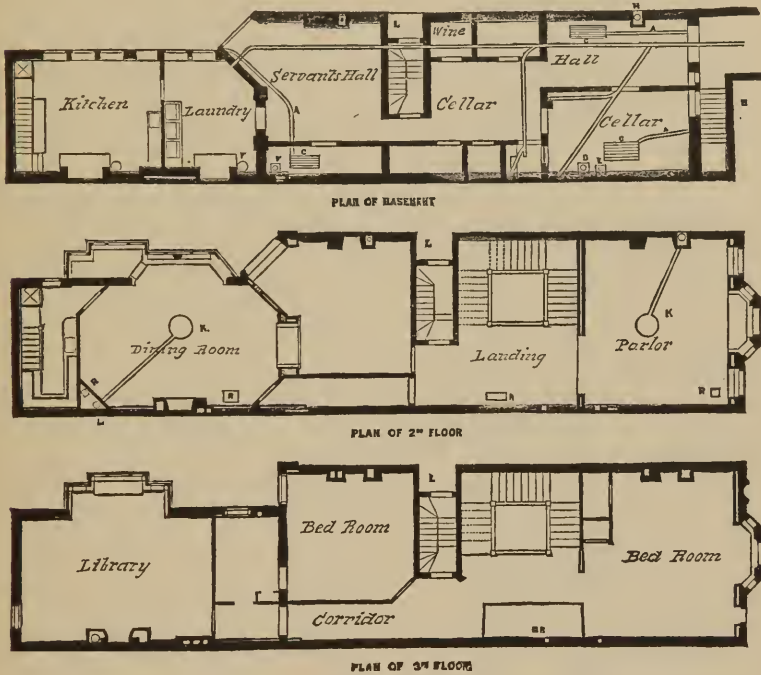 H
L
Wine
A
C
Hall
Servants Hall
Kitchen
Laundry
A
Cellar
Cellar
C
A
F
F
C
D
E
PLAN OF BASEMENT
L
K
K
Dining Room
Landing
Parlor
R
R
R
R
L
PLAN OF 2ND FLOOR
L
Bed Room
Library
Bed Room
Corridor
PLAN OF 3RD FLOOR